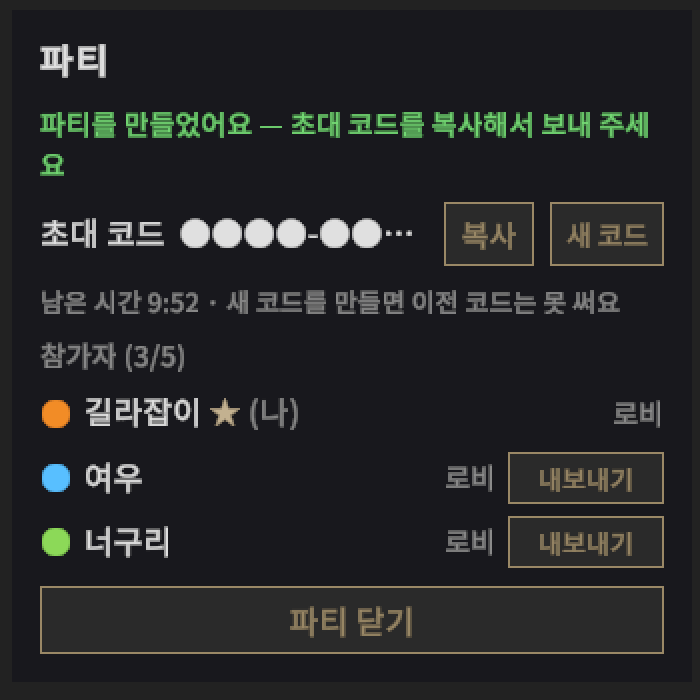 파티
파티를 만들었어요 — 초대 코드를 복사해서 보내 주세
요
초대 코드 ●●●●-●●… 복사 새 코드
남은 시간 9:52 · 새 코드를 만들면 이전 코드는 못 써요
참가자 (3/5)
길라잡이 ★ (나) 로비
여우 로비 내보내기
너구리 로비 내보내기
파티 닫기